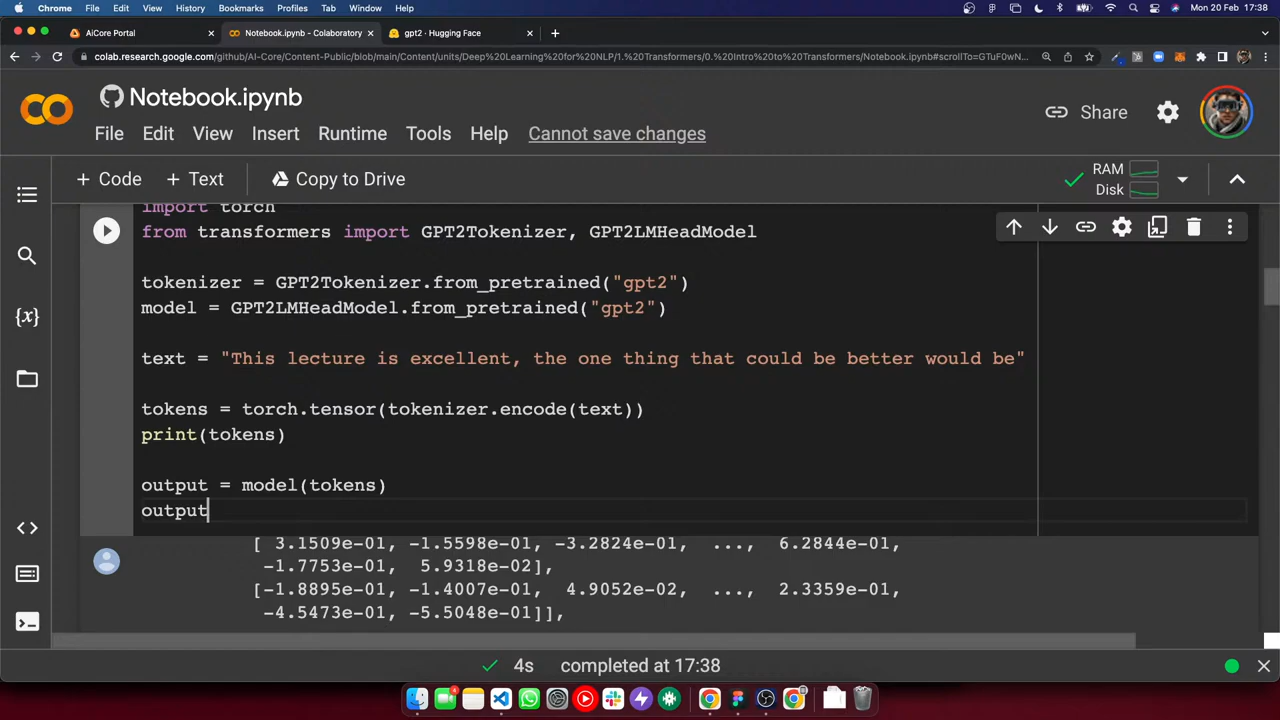 Chrome File Edit View History Bookmarks Profiles Tab Window Help Mon 20 Feb 17:38
AiCore Portal Notebook.ipynb - Colaboratory gpt2 · Hugging Face
colab.research.google.com/github/AI-Core/Content-Public/blob/main/Content/units/Deep%20Learning%20for%20NLP/1.%20Transformers/0.%20Intro%20to%20Transformers/Notebook.ipynb#scrollTo=GTuF0wN...
Notebook.ipynb
Share
File Edit View Insert Runtime Tools Help Cannot save changes
+ Code + Text Copy to Drive
RAM
Disk
import torch
from transformers import GPT2Tokenizer, GPT2LMHeadModel
tokenizer = GPT2Tokenizer.from_pretrained("gpt2")
model = GPT2LMHeadModel.from_pretrained("gpt2")
text = "This lecture is excellent, the one thing that could be better would be"
tokens = torch.tensor(tokenizer.encode(text))
print(tokens)
output = model(tokens)
output
[ 3.1509e-01, -1.5598e-01, -3.2824e-01, ..., 6.2844e-01,
-1.7753e-01, 5.9318e-02],
[-1.8895e-01, -1.4007e-01, 4.9052e-02, ..., 2.3359e-01,
-4.5473e-01, -5.5048e-01]],
4s completed at 17:38